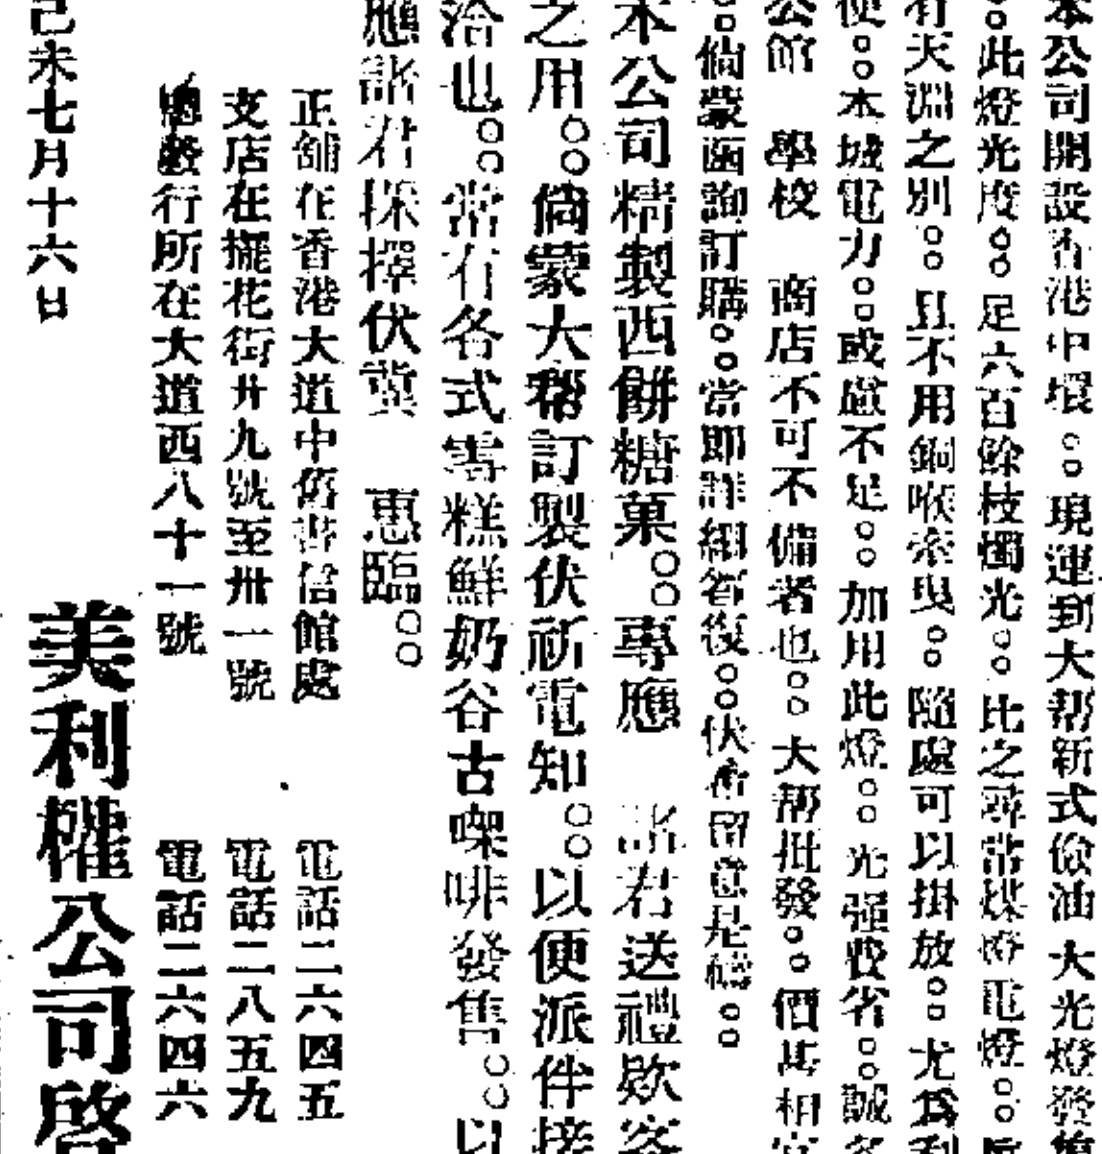 本公司開設香港中環。。現運到大帮新式儉油 大光燈發
。。此燈光度。。足六百餘枝燭光。。比之尋常煤燈電燈。。
有天淵之別。。且不用銅喉牽曳。。隨處可以掛放。。尤爲利
便。。本城電力。。或慮不足。。加用此燈。。光强費省。。誠
公館 學校 商店不可不備者也。。大帮批發。。價甚相宜
。。倘蒙函詢訂購。。當即詳細答復。。伏希留意是禱。。
本公司精製西餅糖菓。。專應 諸君送禮歟客
之用。。倘蒙大帮訂製伏祈電知。。以便派伴接
洽也。。常有各式雪糕鮮奶谷古㗎啡發售。。以
應諸君採擇伏冀 惠臨。。
正舖在香港大道中舊書信館處 電話二六四五
支店在擺花街廿九號至卅一號 電話二八五九
總發行所在大道西八十一號 電話二六四六
己未七月十六日 美利權公司啓